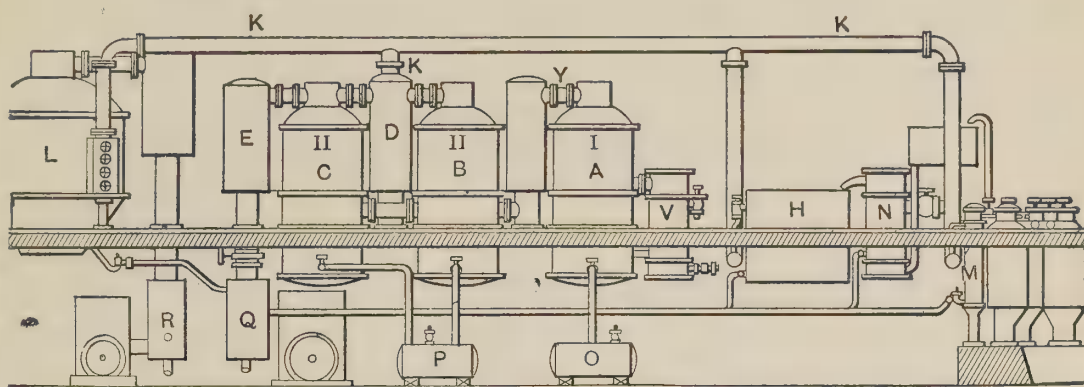 K K
K Y
E D
II II I
L C B A V H N
M
R Q
P O